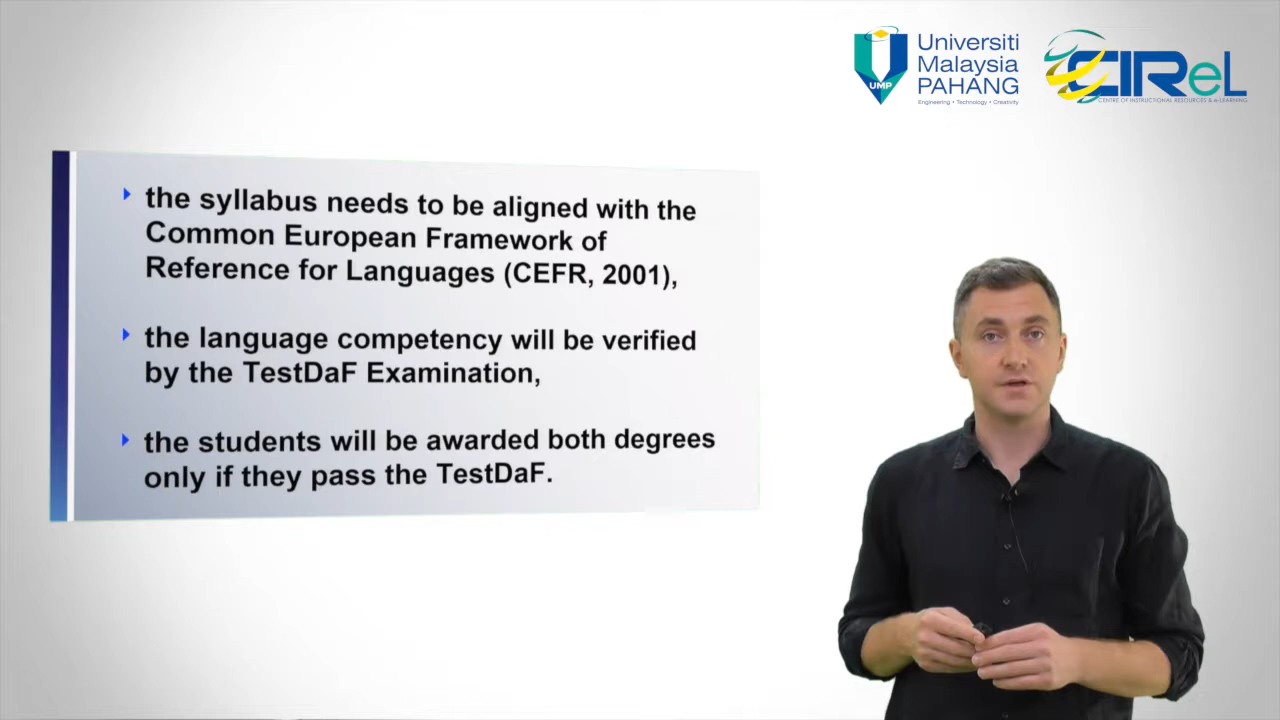 Universiti
Malaysia
PAHANG
Engineering • Technology • Creativity
UMP
CIReL
CENTRE OF INSTRUCTIONAL RESOURCES & e-LEARNING
the syllabus needs to be aligned with the
Common European Framework of
Reference for Languages (CEFR, 2001),
the language competency will be verified
by the TestDaF Examination,
the students will be awarded both degrees
only if they pass the TestDaF.